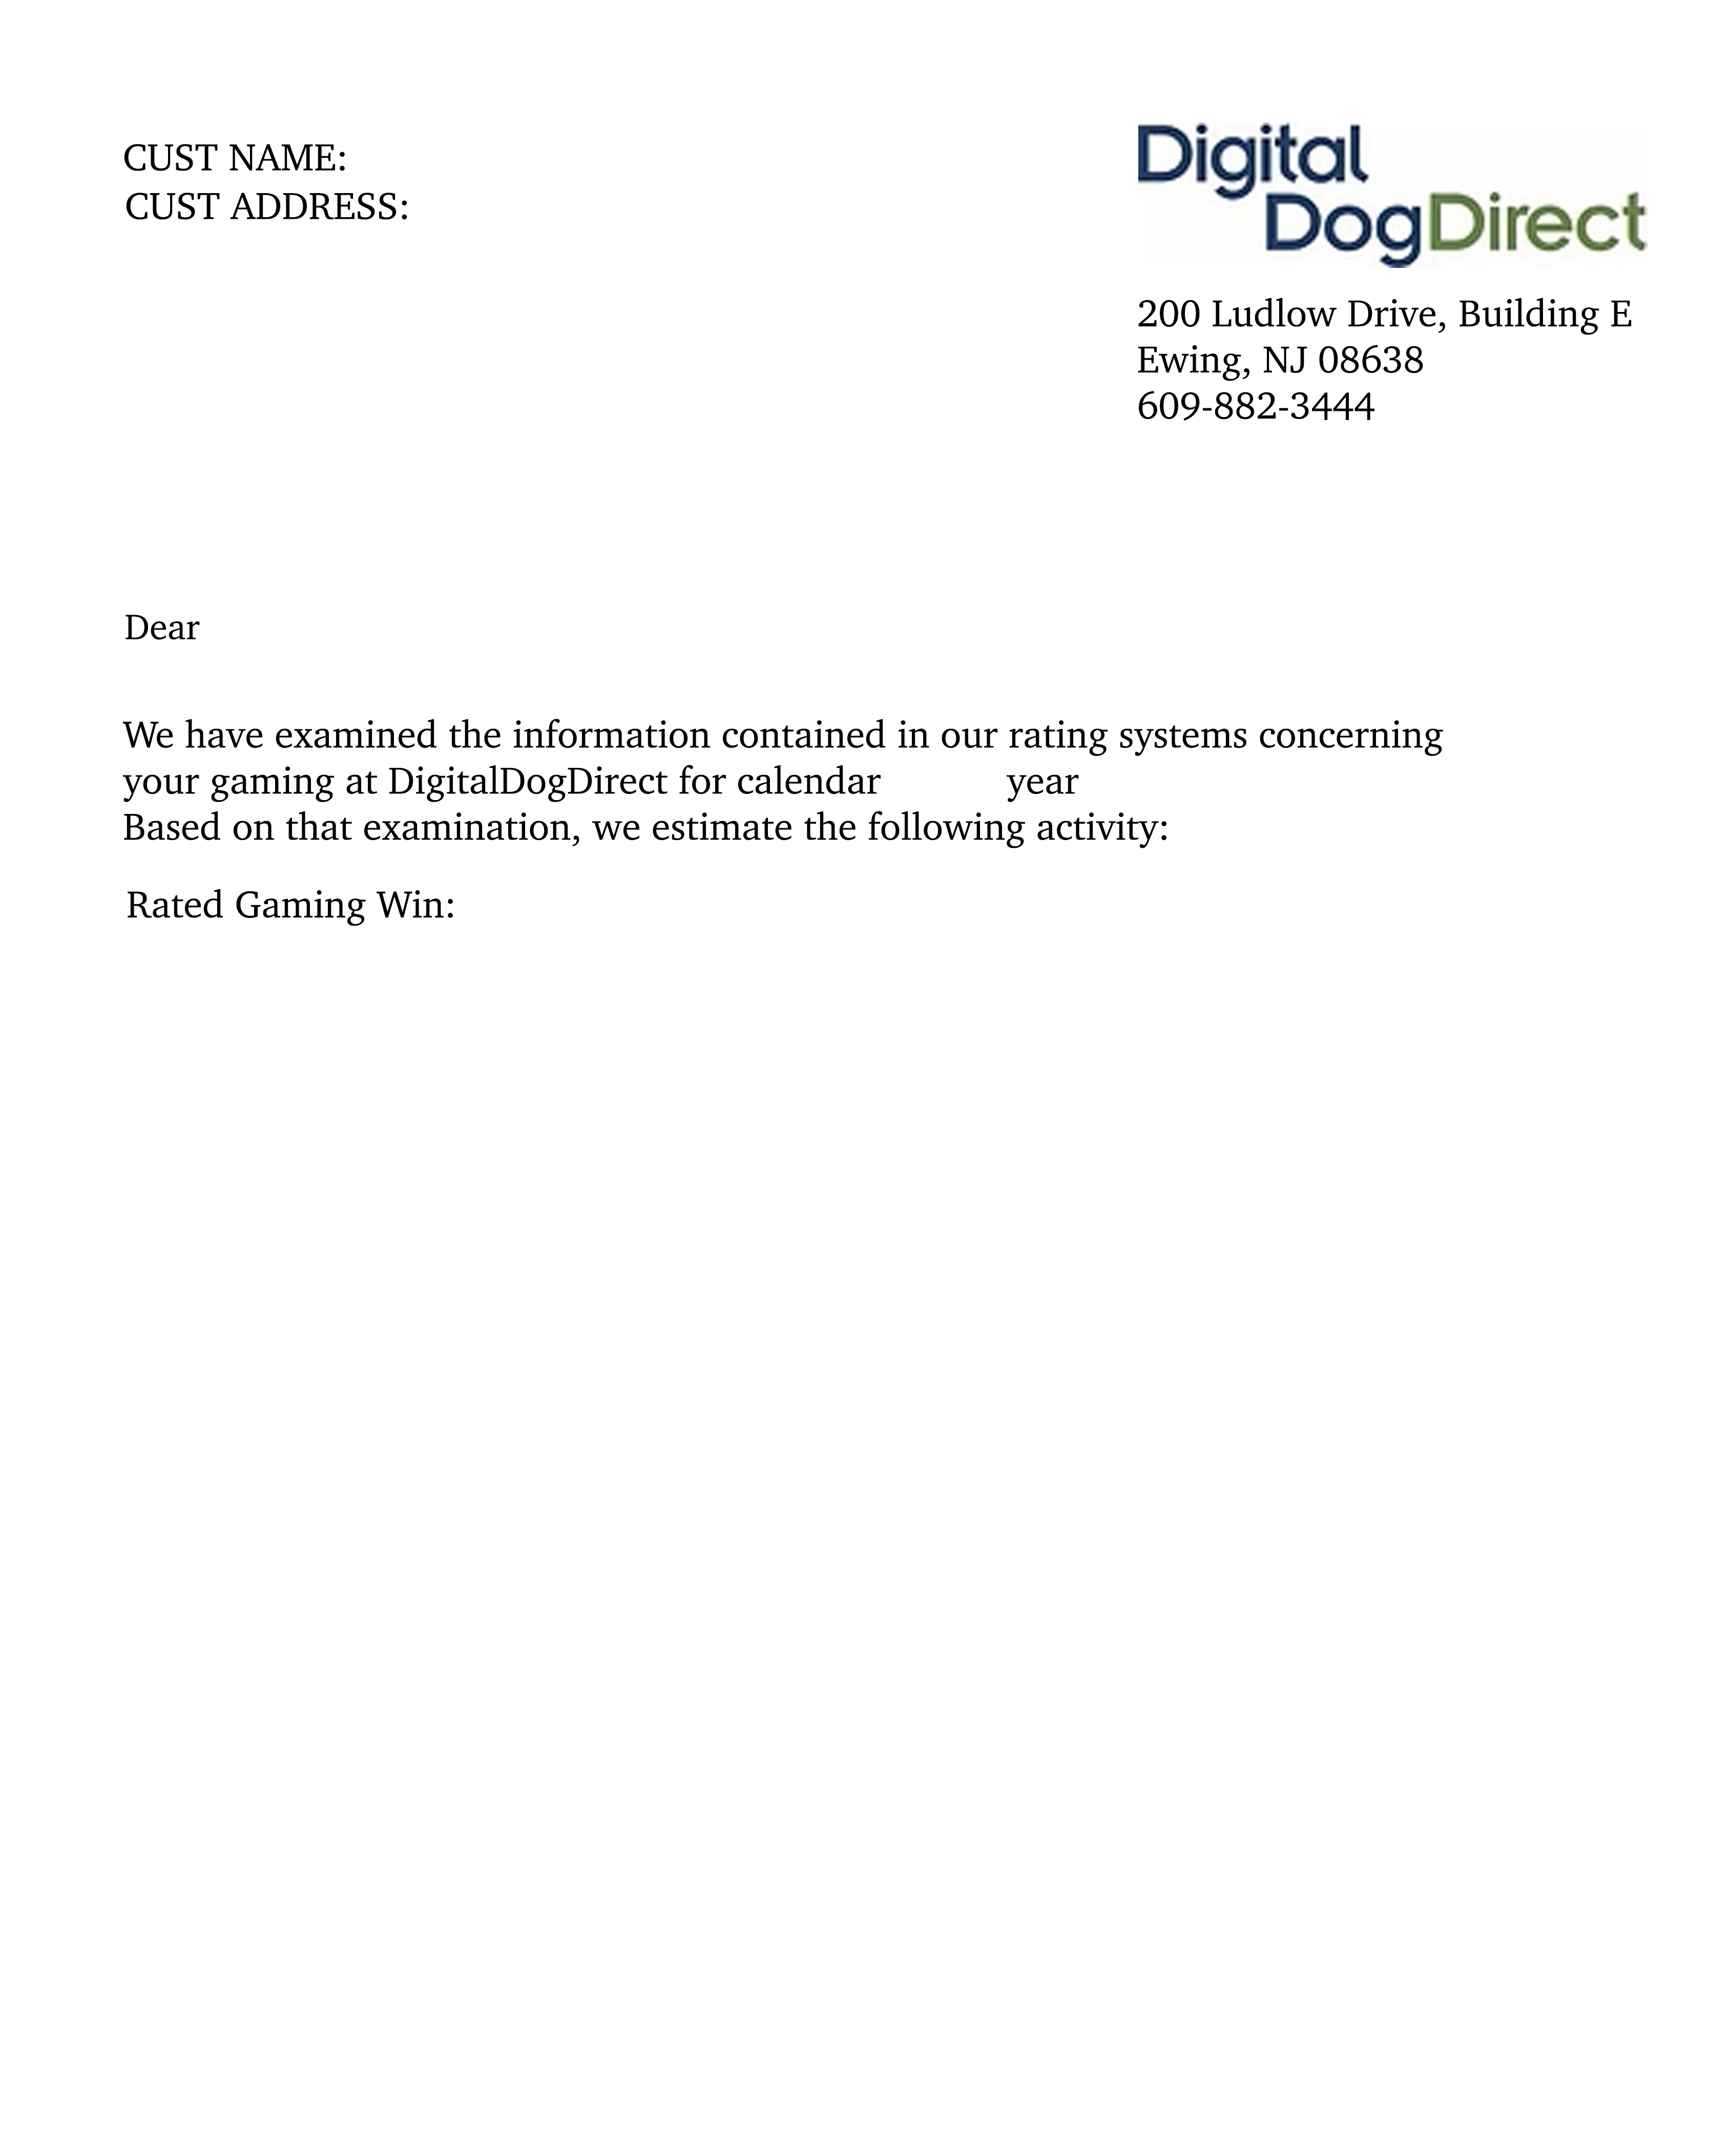 CUST NAME:
CUST ADDRESS:
Digital
DogDirect
200 Ludlow Drive, Building E
Ewing, NJ 08638
609-882-3444
Dear
We have examined the information contained in our rating systems concerning
your gaming at DigitalDogDirect for calendar year
Based on that examination, we estimate the following activity:
Rated Gaming Win: